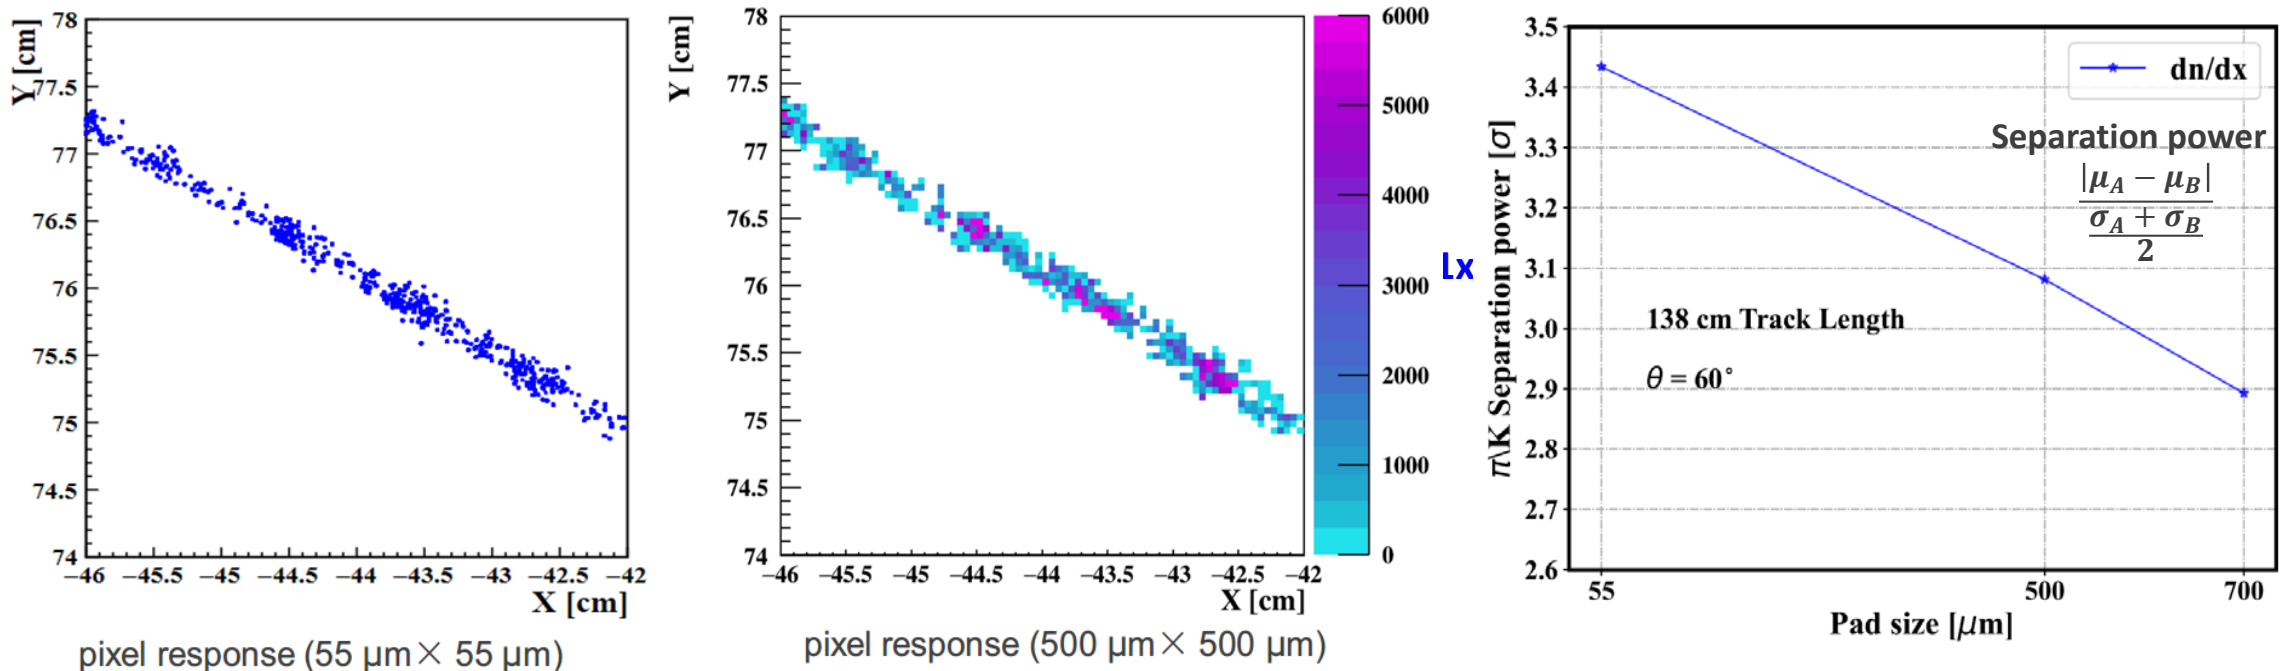 Y [cm]
78
77.5
77
76.5
76
75.5
75
74.5
74
−46 −45.5 −45 −44.5 −44 −43.5 −43 −42.5 −42
X [cm]
pixel response (55 μm× 55 μm)
Y [cm]
78
77.5
77
76.5
76
75.5
75
74.5
74
−46 −45.5 −45 −44.5 −44 −43.5 −43 −42.5 −42
X [cm]
6000
5000
4000
3000
2000
1000
0
pixel response (500 μm× 500 μm)
Lx
π\K Separation power [σ]
3.5
3.4
3.3
3.2
3.1
3.0
2.9
2.8
2.7
2.6
dn/dx
Separation power
|μA − μB|
σA + σB
2
138 cm Track Length
θ = 60°
55 500 700
Pad size [μm]